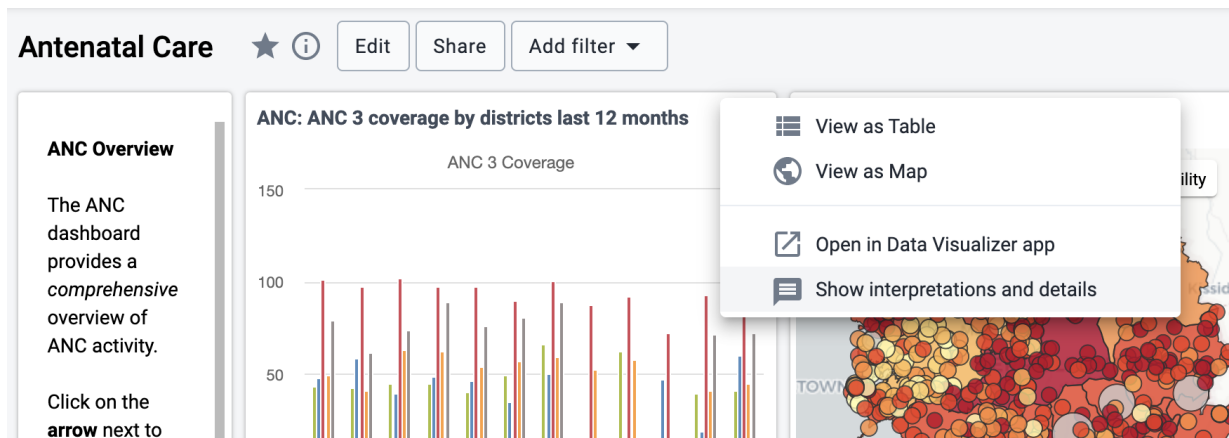 Antenatal Care
Edit
Share
Add filter
ANC Overview
The ANC
dashboard
provides a
comprehensive
overview of
ANC activity.
Click on the
arrow next to
ANC: ANC 3 coverage by districts last 12 months
ANC 3 Coverage
150
100
50
View as Table
View as Map
Open in Data Visualizer app
Show interpretations and details
ility
Kissid
TOWN